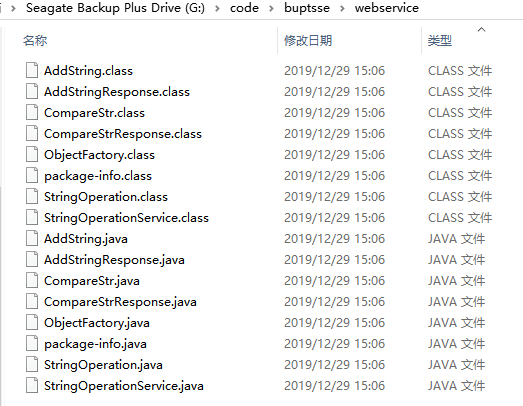 Seagate Backup Plus Drive (G:) › code › buptsse › webservice
名称 修改日期 类型
AddString.class 2019/12/29 15:06 CLASS 文件
AddStringResponse.class 2019/12/29 15:06 CLASS 文件
CompareStr.class 2019/12/29 15:06 CLASS 文件
CompareStrResponse.class 2019/12/29 15:06 CLASS 文件
ObjectFactory.class 2019/12/29 15:06 CLASS 文件
package-info.class 2019/12/29 15:06 CLASS 文件
StringOperation.class 2019/12/29 15:06 CLASS 文件
StringOperationService.class 2019/12/29 15:06 CLASS 文件
AddString.java 2019/12/29 15:06 JAVA 文件
AddStringResponse.java 2019/12/29 15:06 JAVA 文件
CompareStr.java 2019/12/29 15:06 JAVA 文件
CompareStrResponse.java 2019/12/29 15:06 JAVA 文件
ObjectFactory.java 2019/12/29 15:06 JAVA 文件
package-info.java 2019/12/29 15:06 JAVA 文件
StringOperation.java 2019/12/29 15:06 JAVA 文件
StringOperationService.java 2019/12/29 15:06 JAVA 文件